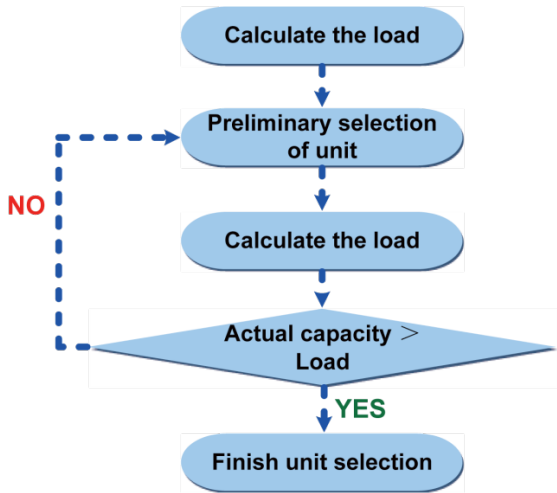 Calculate the load
Preliminary selection
of unit
NO
Calculate the load
Actual capacity ＞
Load
YES
Finish unit selection